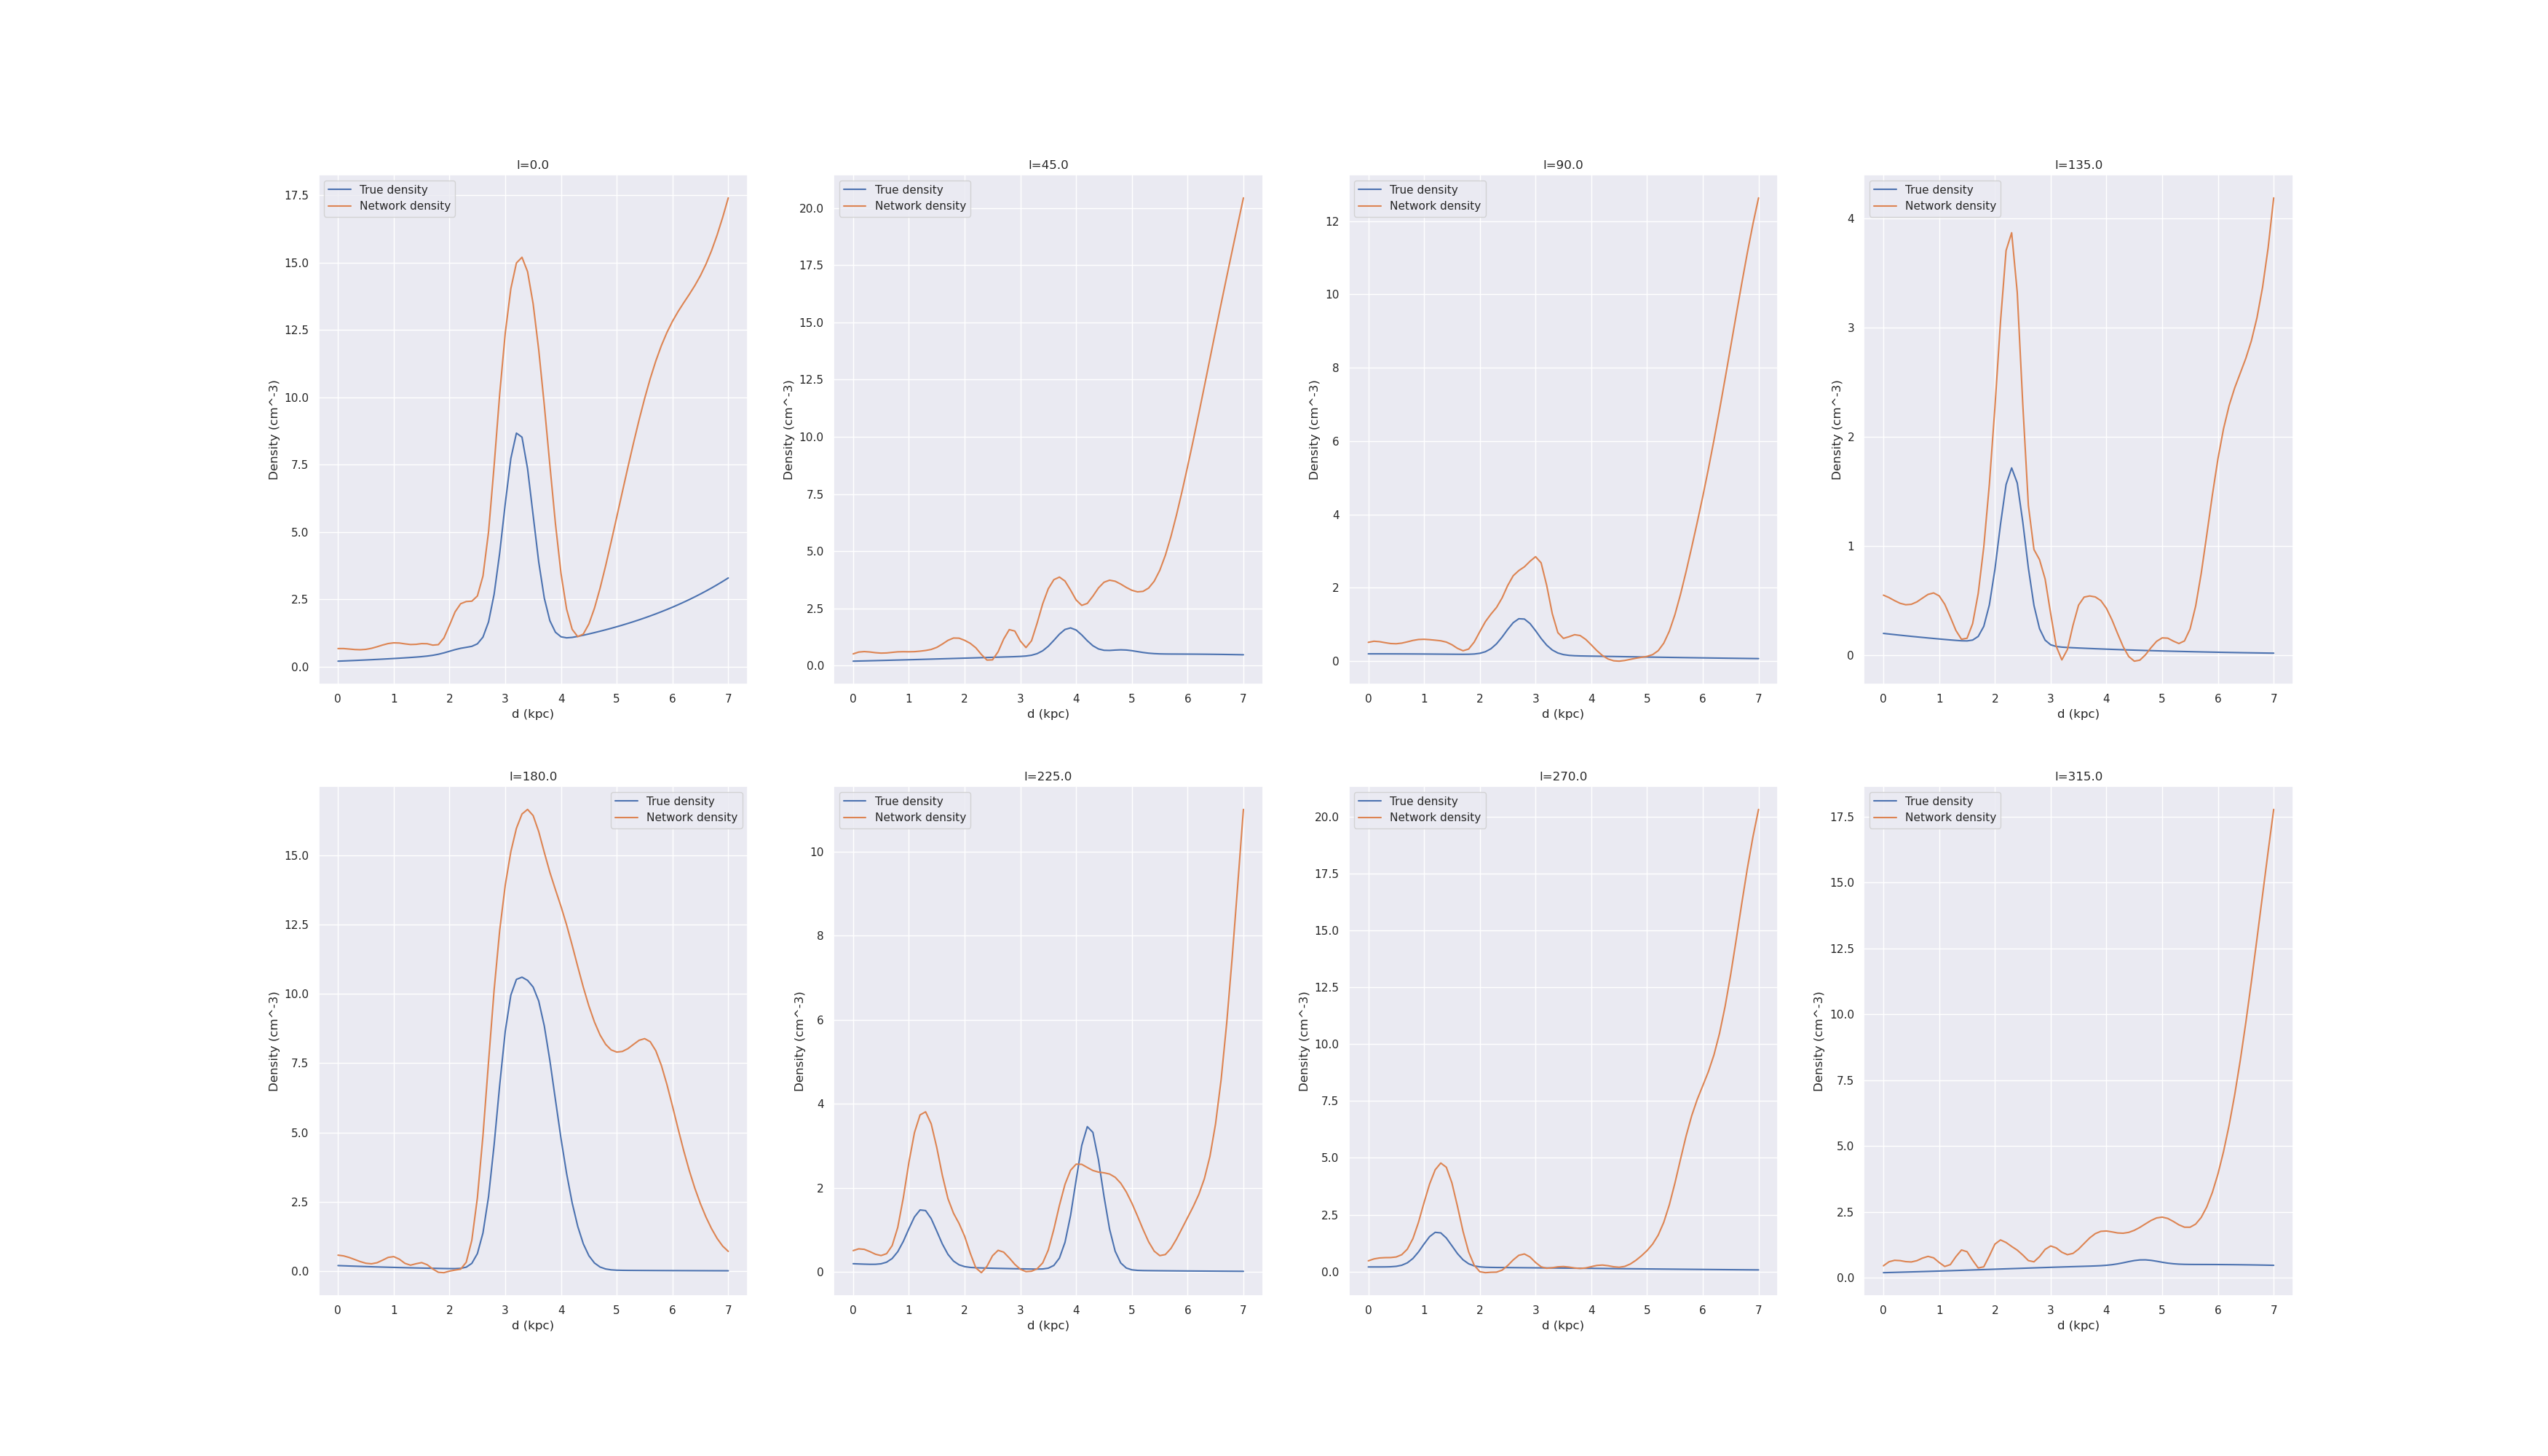 l=0.0
True density
Network density
17.5
15.0
12.5
10.0
7.5
5.0
2.5
0.0
Density (cm^-3)
0 1 2 3 4 5 6 7
d (kpc)
l=45.0
True density
Network density
20.0
17.5
15.0
12.5
10.0
7.5
5.0
2.5
0.0
Density (cm^-3)
0 1 2 3 4 5 6 7
d (kpc)
l=90.0
True density
Network density
12
10
8
6
4
2
0
Density (cm^-3)
0 1 2 3 4 5 6 7
d (kpc)
l=135.0
True density
Network density
4
3
2
1
0
Density (cm^-3)
0 1 2 3 4 5 6 7
d (kpc)
l=180.0
True density
Network density
15.0
12.5
10.0
7.5
5.0
2.5
0.0
Density (cm^-3)
0 1 2 3 4 5 6 7
d (kpc)
l=225.0
True density
Network density
10
8
6
4
2
0
Density (cm^-3)
0 1 2 3 4 5 6 7
d (kpc)
l=270.0
True density
Network density
20.0
17.5
15.0
12.5
10.0
7.5
5.0
2.5
0.0
Density (cm^-3)
0 1 2 3 4 5 6 7
d (kpc)
l=315.0
True density
Network density
17.5
15.0
12.5
10.0
7.5
5.0
2.5
0.0
Density (cm^-3)
0 1 2 3 4 5 6 7
d (kpc)